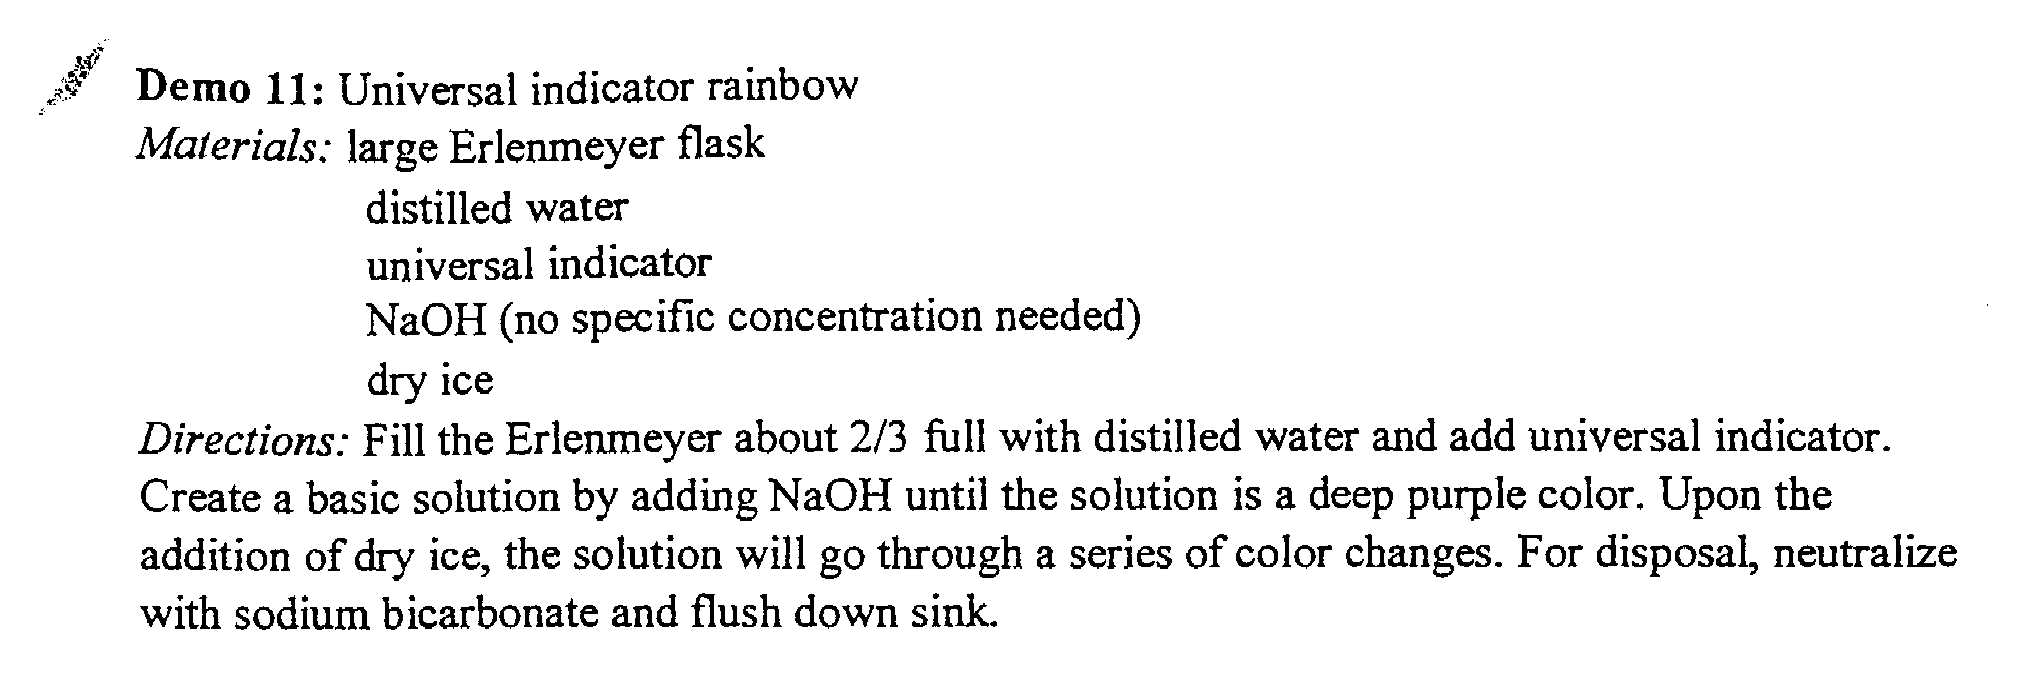 Demo 11: Universal indicator rainbow
Materials: large Erlenmeyer flask
distilled water
universal indicator
NaOH (no specific concentration needed)
dry ice
Directions: Fill the Erlenmeyer about 2/3 full with distilled water and add universal indicator.
Create a basic solution by adding NaOH until the solution is a deep purple color. Upon the
addition of dry ice, the solution will go through a series of color changes. For disposal, neutralize
with sodium bicarbonate and flush down sink.